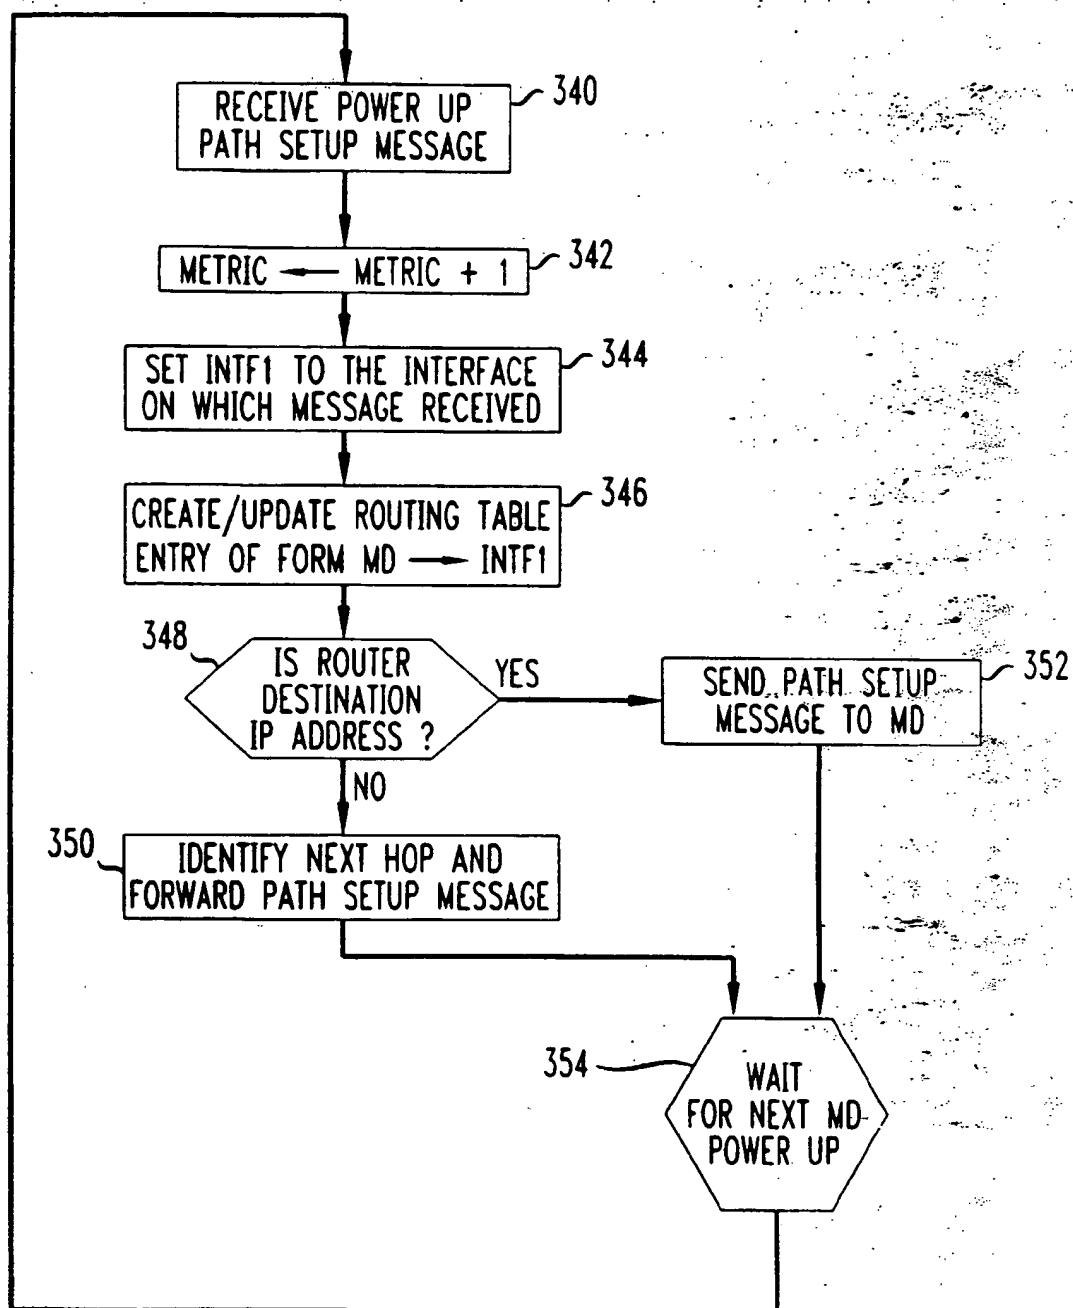 RECEIVE POWER UP
PATH SETUP MESSAGE
340
METRIC ← METRIC + 1
342
SET INTF1 TO THE INTERFACE
ON WHICH MESSAGE RECEIVED
344
CREATE/UPDATE ROUTING TABLE
ENTRY OF FORM MD → INTF1
346
348
IS ROUTER
DESTINATION
IP ADDRESS ?
YES
NO
SEND PATH SETUP
MESSAGE TO MD
352
350
IDENTIFY NEXT HOP AND
FORWARD PATH SETUP MESSAGE
354
WAIT
FOR NEXT MD
POWER UP